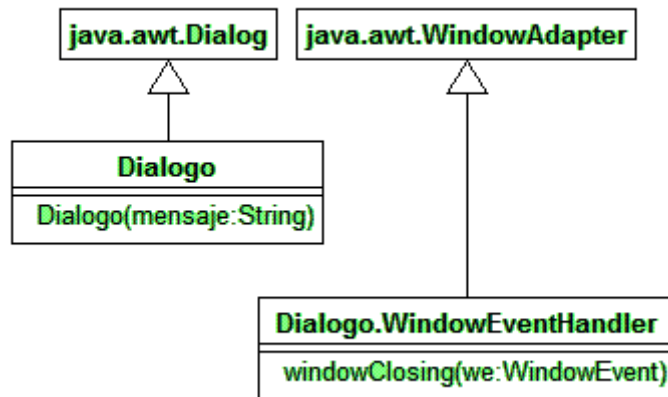 java.awt.Dialog
java.awt.WindowAdapter
Dialogo
Dialogo(mensaje:String)
Dialogo.WindowEventHandler
windowClosing(we:WindowEvent)